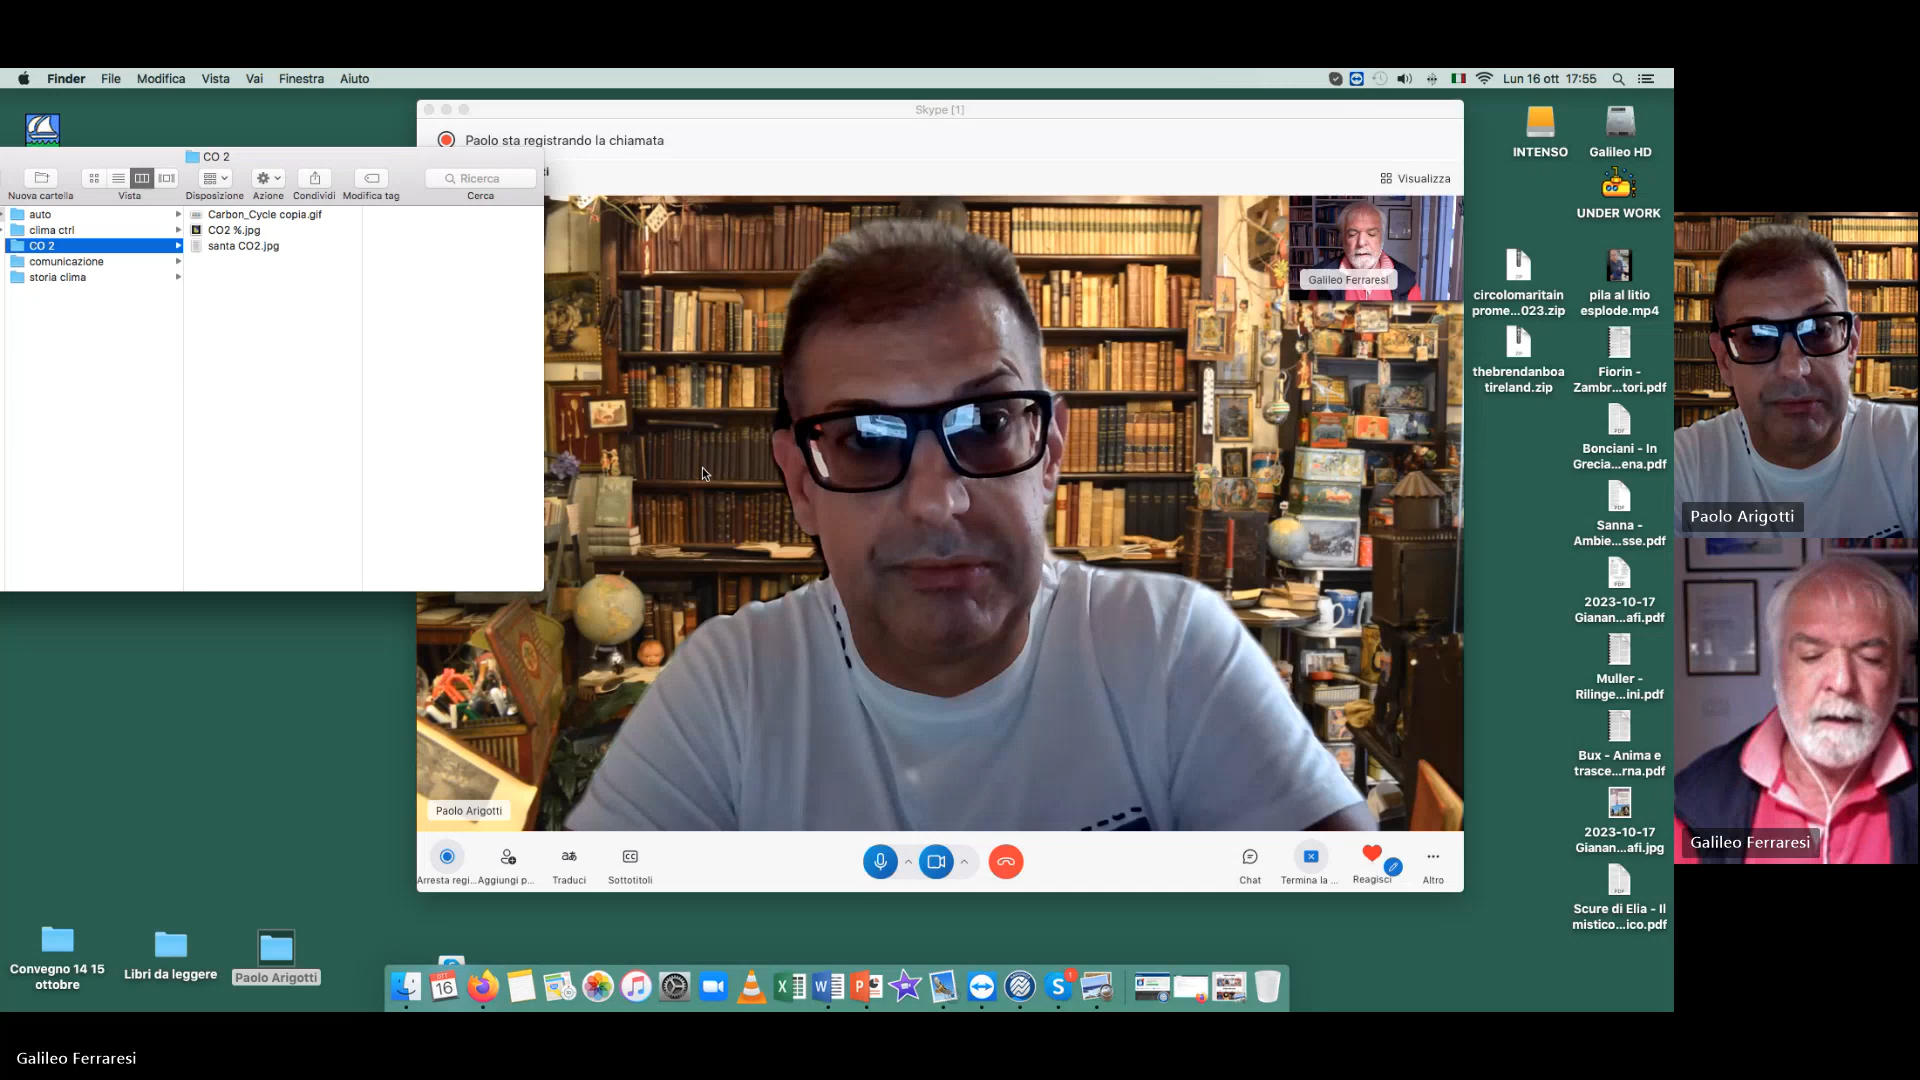 Finder File Modifica Vista Vai Finestra Aiuto
Lun 16 ott 17:55
Skype [1]
Paolo sta registrando la chiamata
Visualizza
CO 2
Nuova cartella
Vista
Disposizione
Azione
Condividi
Modifica tag
Ricerca
Cerca
auto
clima ctrl
CO 2
comunicazione
storia clima
Carbon_Cycle copia.gif
CO2 %.jpg
santa CO2.jpg
Galileo Ferraresi
Paolo Arigotti
Arresta regi...
Aggiungi p...
Traduci
Sottotitoli
Chat
Termina la ...
Reagisci
Altro
INTENSO
Galileo HD
UNDER WORK
circolomaritain
prome...023.zip
pila al litio
esplode.mp4
thebrendanboa
tireland.zip
Fiorin -
Zambr...tori.pdf
Bonciani - In
Grecia...ena.pdf
Sanna -
Ambie...sse.pdf
2023-10-17
Gianan...afi.pdf
Muller -
Rilinge...ini.pdf
Bux - Anima e
trasce...rna.pdf
2023-10-17
Gianan...afi.jpg
Scure di Elia - Il
mistico...ico.pdf
Convegno 14 15
ottobre
Libri da leggere
Paolo Arigotti
OTT
16
Paolo Arigotti
Galileo Ferraresi
Galileo Ferraresi